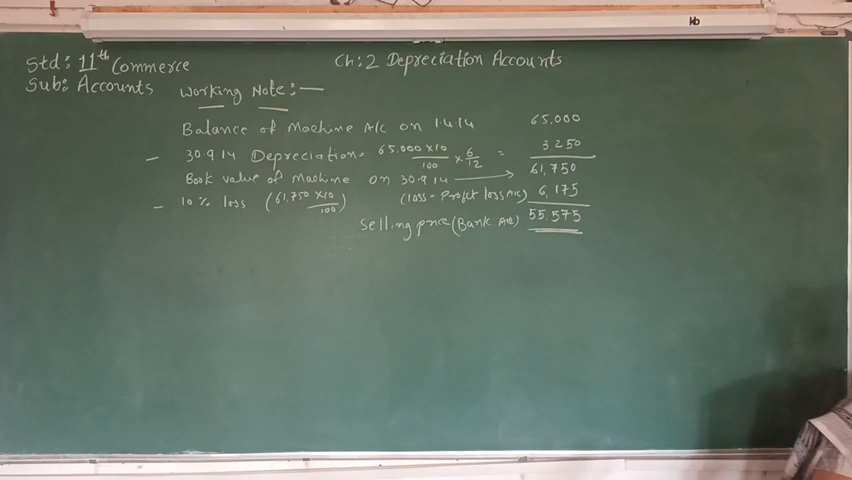 Std: 11th Commerce
Ch: 2 Depreciation Accounts
Sub: Accounts
Working Note:—
Balance of Machine A/c on 1.4.14 65,000
- 30.9.14 Depreciation = 65,000 × 10 / 100 × 6/12 = 3,250
Book value of Machine on 30.9.14 → 61,750
- 10% loss (61,750 × 10 / 100) (Loss - Profit loss A/c) 6,175
Selling price (Bank A/c) 55,575